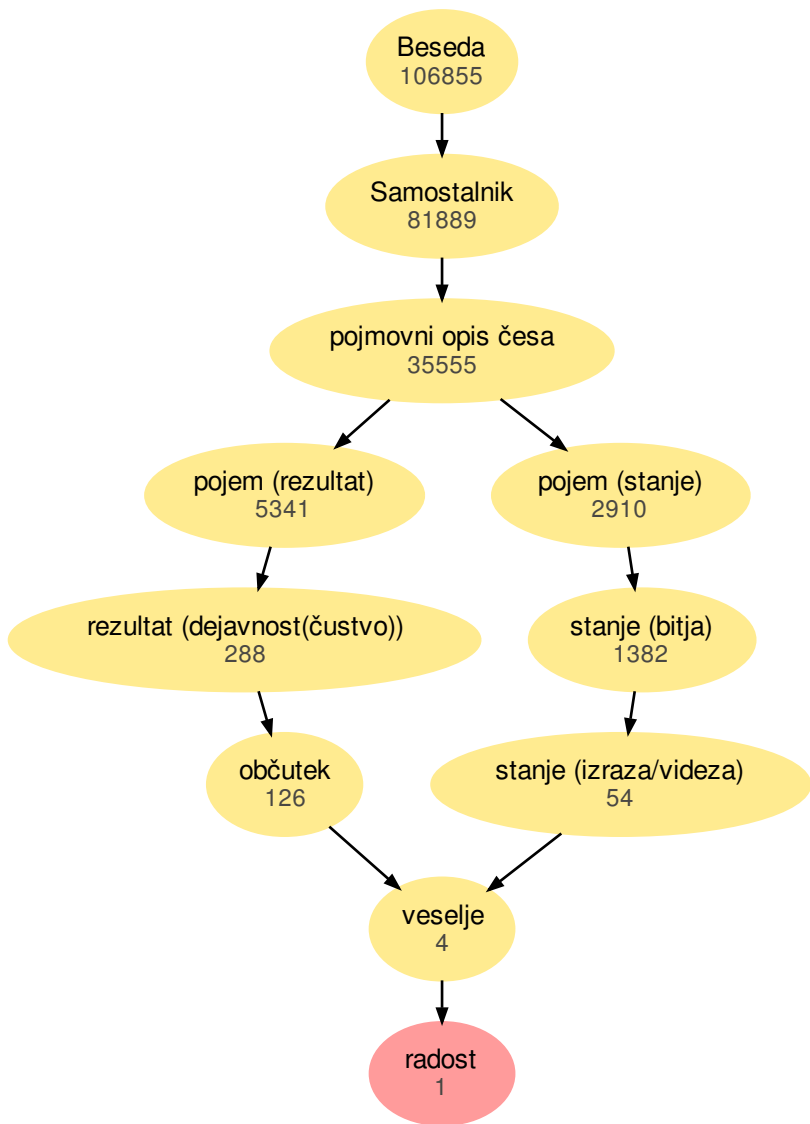 Beseda
106855
Samostalnik
81889
pojmovni opis česa
35555
pojem (rezultat)
5341
pojem (stanje)
2910
rezultat (dejavnost(čustvo))
288
stanje (bitja)
1382
občutek
126
stanje (izraza/videza)
54
veselje
4
radost
1